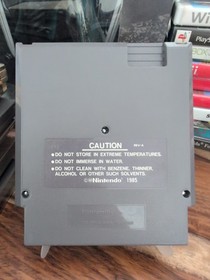 CAUTION
• DO NOT STORE IN EXTREME TEMPERATURES.
• DO NOT IMMERSE IN WATER.
• DO NOT CLEAN WITH BENZENE, THINNER,
ALCOHOL OR OTHER SUCH SOLVENTS.
©Nintendo 1985
Wii